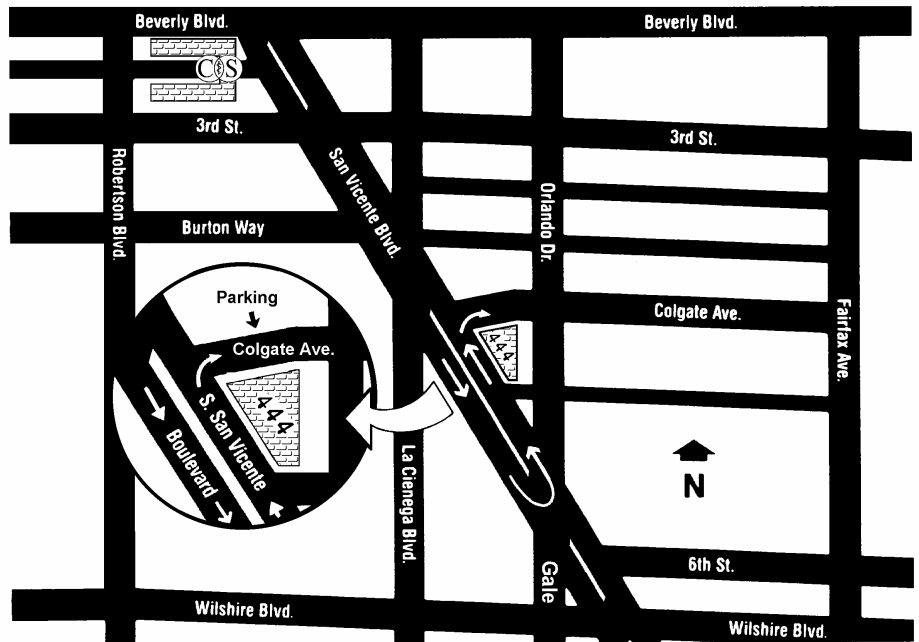 Beverly Blvd.
Beverly Blvd.
CS
3rd St.
3rd St.
Robertson Blvd.
San Vicente Blvd.
Orlando Dr.
Burton Way
Parking
Colgate Ave.
Colgate Ave.
Fairfax Ave.
444
444
S. San Vicente
Boulevard
La Cienega Blvd.
N
6th St.
Gale
Wilshire Blvd.
Wilshire Blvd.